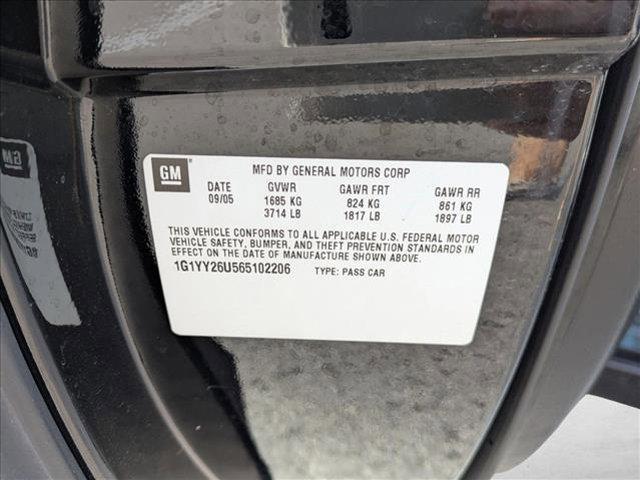 GM
MFD BY GENERAL MOTORS CORP
DATE GVWR GAWR FRT GAWR RR
09/05 1685 KG 824 KG 861 KG
3714 LB 1817 LB 1897 LB
THIS VEHICLE CONFORMS TO ALL APPLICABLE U.S. FEDERAL MOTOR
VEHICLE SAFETY, BUMPER, AND THEFT PREVENTION STANDARDS IN
EFFECT ON THE DATE OF MANUFACTURE SHOWN ABOVE.
1G1YY26U565102206 TYPE: PASS CAR